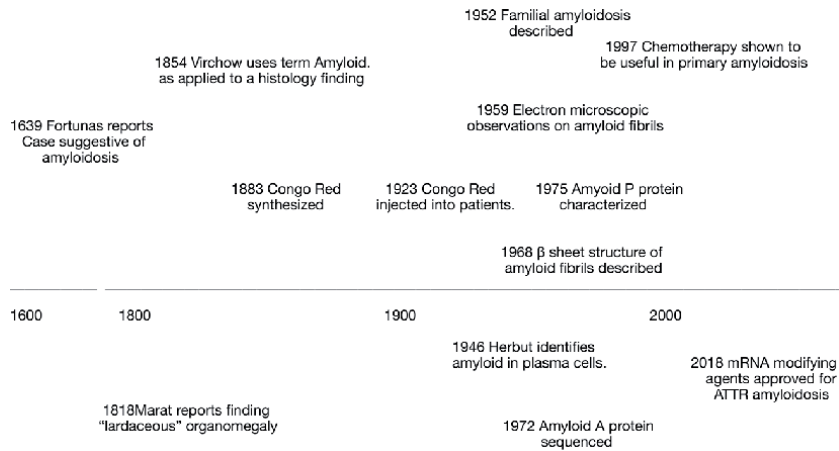 1952 Familial amyloidosis
described
1997 Chemotherapy shown to
be useful in primary amyloidosis
1854 Virchow uses term Amyloid.
as applied to a histology finding
1959 Electron microscopic
observations on amyloid fibrils
1639 Fortunas reports
Case suggestive of
amyloidosis
1883 Congo Red
synthesized
1923 Congo Red
injected into patients.
1975 Amyoid P protein
characterized
1968 β sheet structure of
amyloid fibrils described
1600
1800
1900
2000
1946 Herbut identifies
amyloid in plasma cells.
2018 mRNA modifying
agents approved for
ATTR amyloidosis
1818Marat reports finding
“lardaceous” organomegaly
1972 Amyloid A protein
sequenced